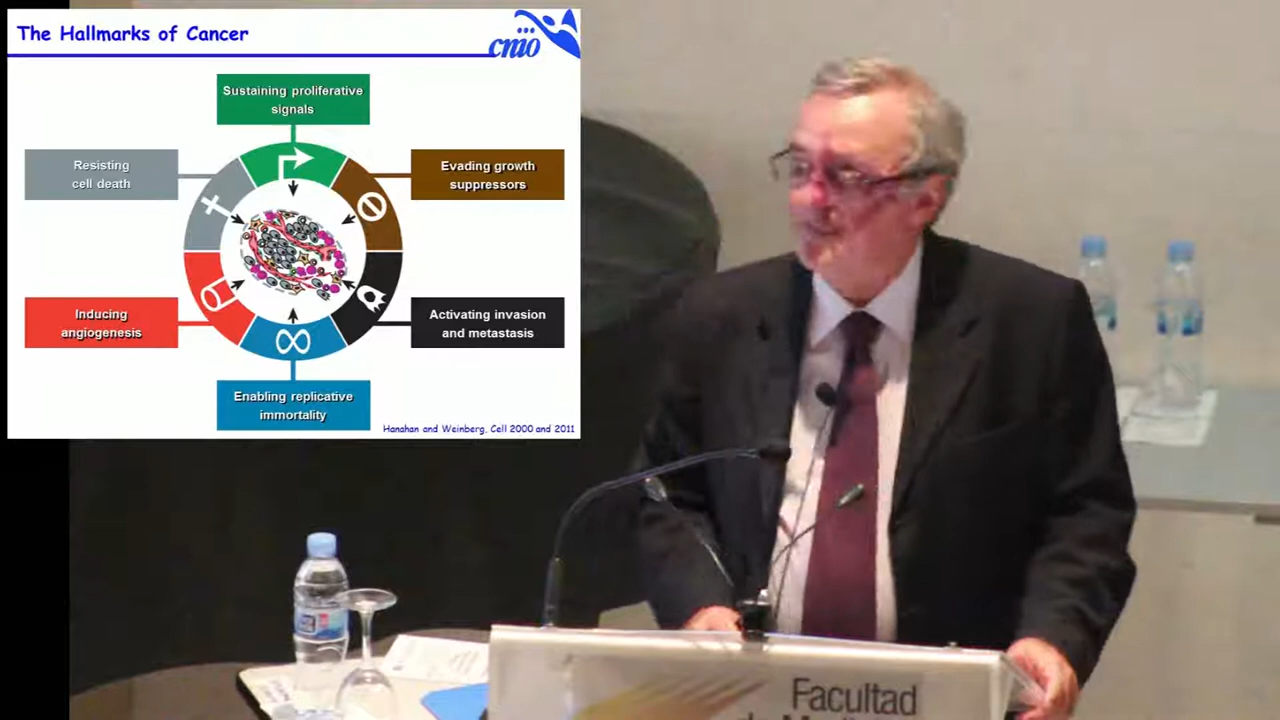 The Hallmarks of Cancer
cnio
Sustaining proliferative
signals
Resisting
cell death
Evading growth
suppressors
Inducing
angiogenesis
Activating invasion
and metastasis
Enabling replicative
immortality
Hanahan and Weinberg, Cell 2000 and 2011
Facultad